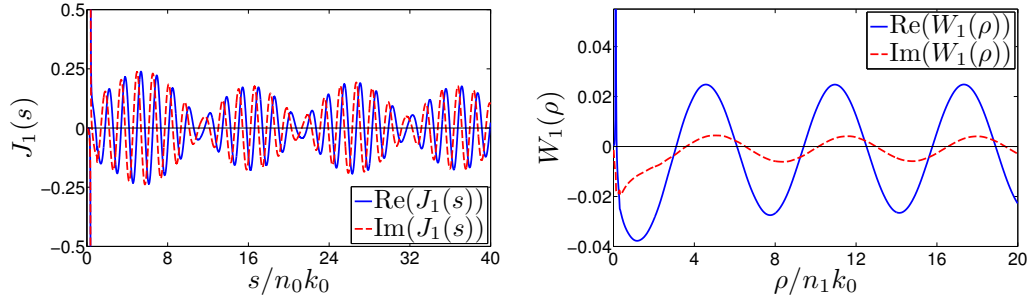 0.5
0.25
0
−0.25
−0.5
J₁(s)
Re(J₁(s))
Im(J₁(s))
0 8 16 24 32 40
s/n₀k₀
0.04
0.02
0
−0.02
−0.04
W₁(ρ)
Re(W₁(ρ))
Im(W₁(ρ))
0 4 8 12 16 20
ρ/n₁k₀